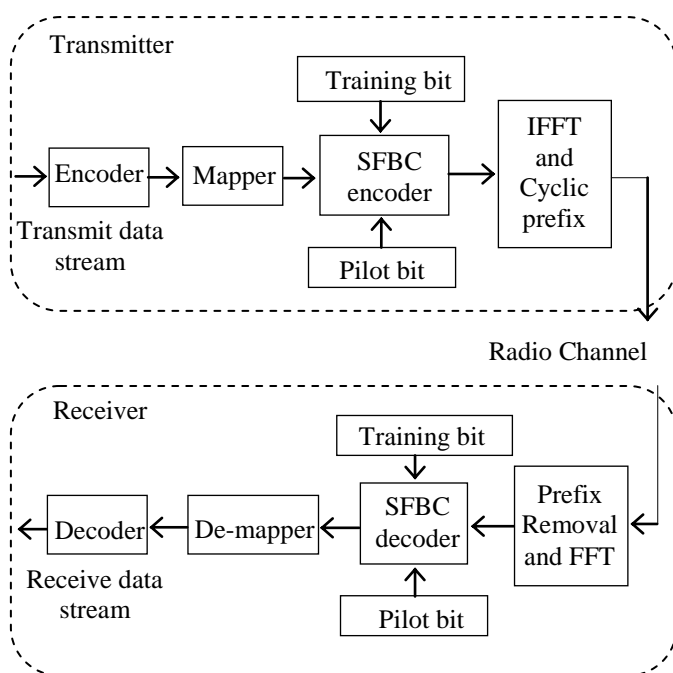 Transmitter
Training bit
Encoder
Mapper
SFBC
encoder
IFFT
and
Cyclic
prefix
Transmit data
stream
Pilot bit
Radio Channel
Receiver
Training bit
Decoder
De-mapper
SFBC
decoder
Prefix
Removal
and FFT
Receive data
stream
Pilot bit